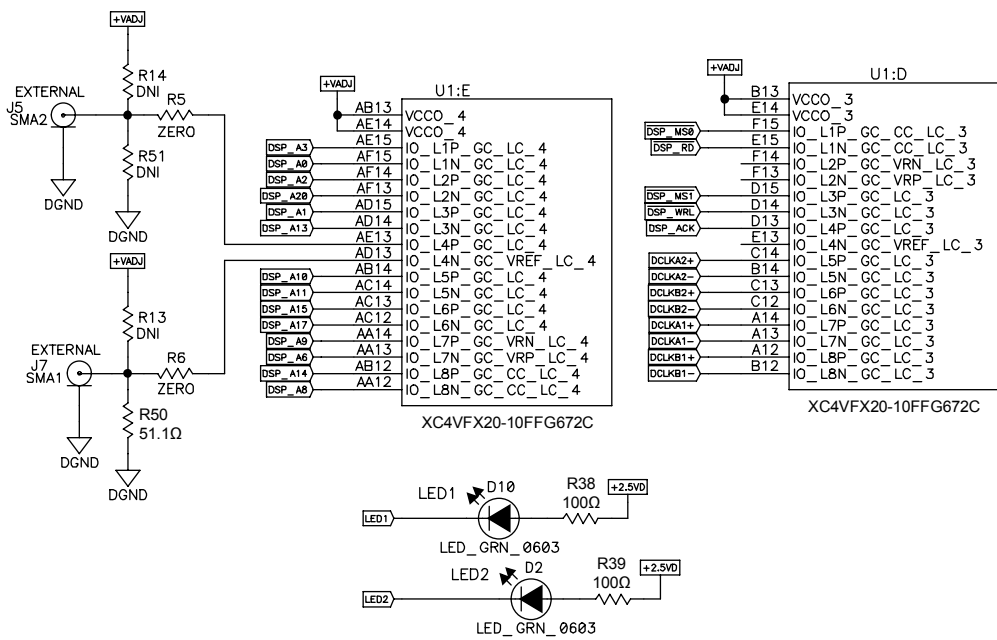 +VADJ
R14
DNI
EXTERNAL
J5
SMA2
R5
ZERO
R51
DNI
DGND
DGND
+VADJ
R13
DNI
EXTERNAL
J7
SMA1
R6
ZERO
R50
51.1Ω
DGND
DGND
+VADJ
U1:E
AB13 VCCO_4
AE14 VCCO_4
DSP_A3 AE15 IO_L1P_GC_LC_4
DSP_A0 AF15 IO_L1N_GC_LC_4
DSP_A2 AF14 IO_L2P_GC_LC_4
DSP_A20 AF13 IO_L2N_GC_LC_4
DSP_A1 AD15 IO_L3P_GC_LC_4
DSP_A13 AD14 IO_L3N_GC_LC_4
AE13 IO_L4P_GC_LC_4
AD13 IO_L4N_GC_VREF_LC_4
DSP_A10 AB14 IO_L5P_GC_LC_4
DSP_A11 AC14 IO_L5N_GC_LC_4
DSP_A15 AC13 IO_L6P_GC_LC_4
DSP_A17 AC12 IO_L6N_GC_LC_4
DSP_A9 AA14 IO_L7P_GC_VRN_LC_4
DSP_A6 AA13 IO_L7N_GC_VRP_LC_4
DSP_A14 AB12 IO_L8P_GC_CC_LC_4
DSP_A8 AA12 IO_L8N_GC_CC_LC_4
XC4VFX20-10FFG672C
+VADJ
U1:D
B13 VCCO_3
E14 VCCO_3
DSP_MS0 F15 IO_L1P_GC_CC_LC_3
DSP_RD E15 IO_L1N_GC_CC_LC_3
F14 IO_L2P_GC_VRN_LC_3
F13 IO_L2N_GC_VRP_LC_3
DSP_MS1 D15 IO_L3P_GC_LC_3
DSP_WRL D14 IO_L3N_GC_LC_3
DSP_ACK D13 IO_L4P_GC_LC_3
E13 IO_L4N_GC_VREF_LC_3
DCLKA2+ C14 IO_L5P_GC_LC_3
DCLKA2- B14 IO_L5N_GC_LC_3
DCLKB2+ C13 IO_L6P_GC_LC_3
DCLKB2- C12 IO_L6N_GC_LC_3
DCLKA1+ A14 IO_L7P_GC_LC_3
DCLKA1- A13 IO_L7N_GC_LC_3
DCLKB1+ A12 IO_L8P_GC_LC_3
DCLKB1- B12 IO_L8N_GC_LC_3
XC4VFX20-10FFG672C
LED1
LED1
D10
LED_GRN_0603
R38
100Ω
+2.5VD
LED2
LED2
D2
LED_GRN_0603
R39
100Ω
+2.5VD